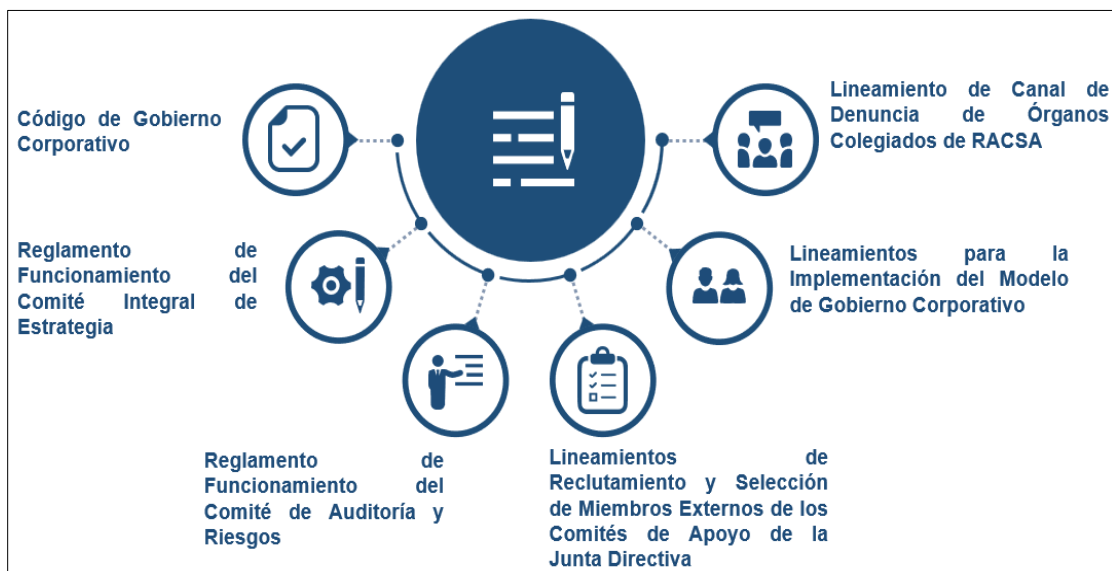 Código de Gobierno
Corporativo
Reglamento de
Funcionamiento del
Comité Integral de
Estrategia
Reglamento de
Funcionamiento del
Comité de Auditoría y
Riesgos
Lineamientos de
Reclutamiento y Selección
de Miembros Externos de los
Comités de Apoyo de la
Junta Directiva
Lineamientos para la
Implementación del Modelo
de Gobierno Corporativo
Lineamiento de Canal de
Denuncia de Órganos
Colegiados de RACSA